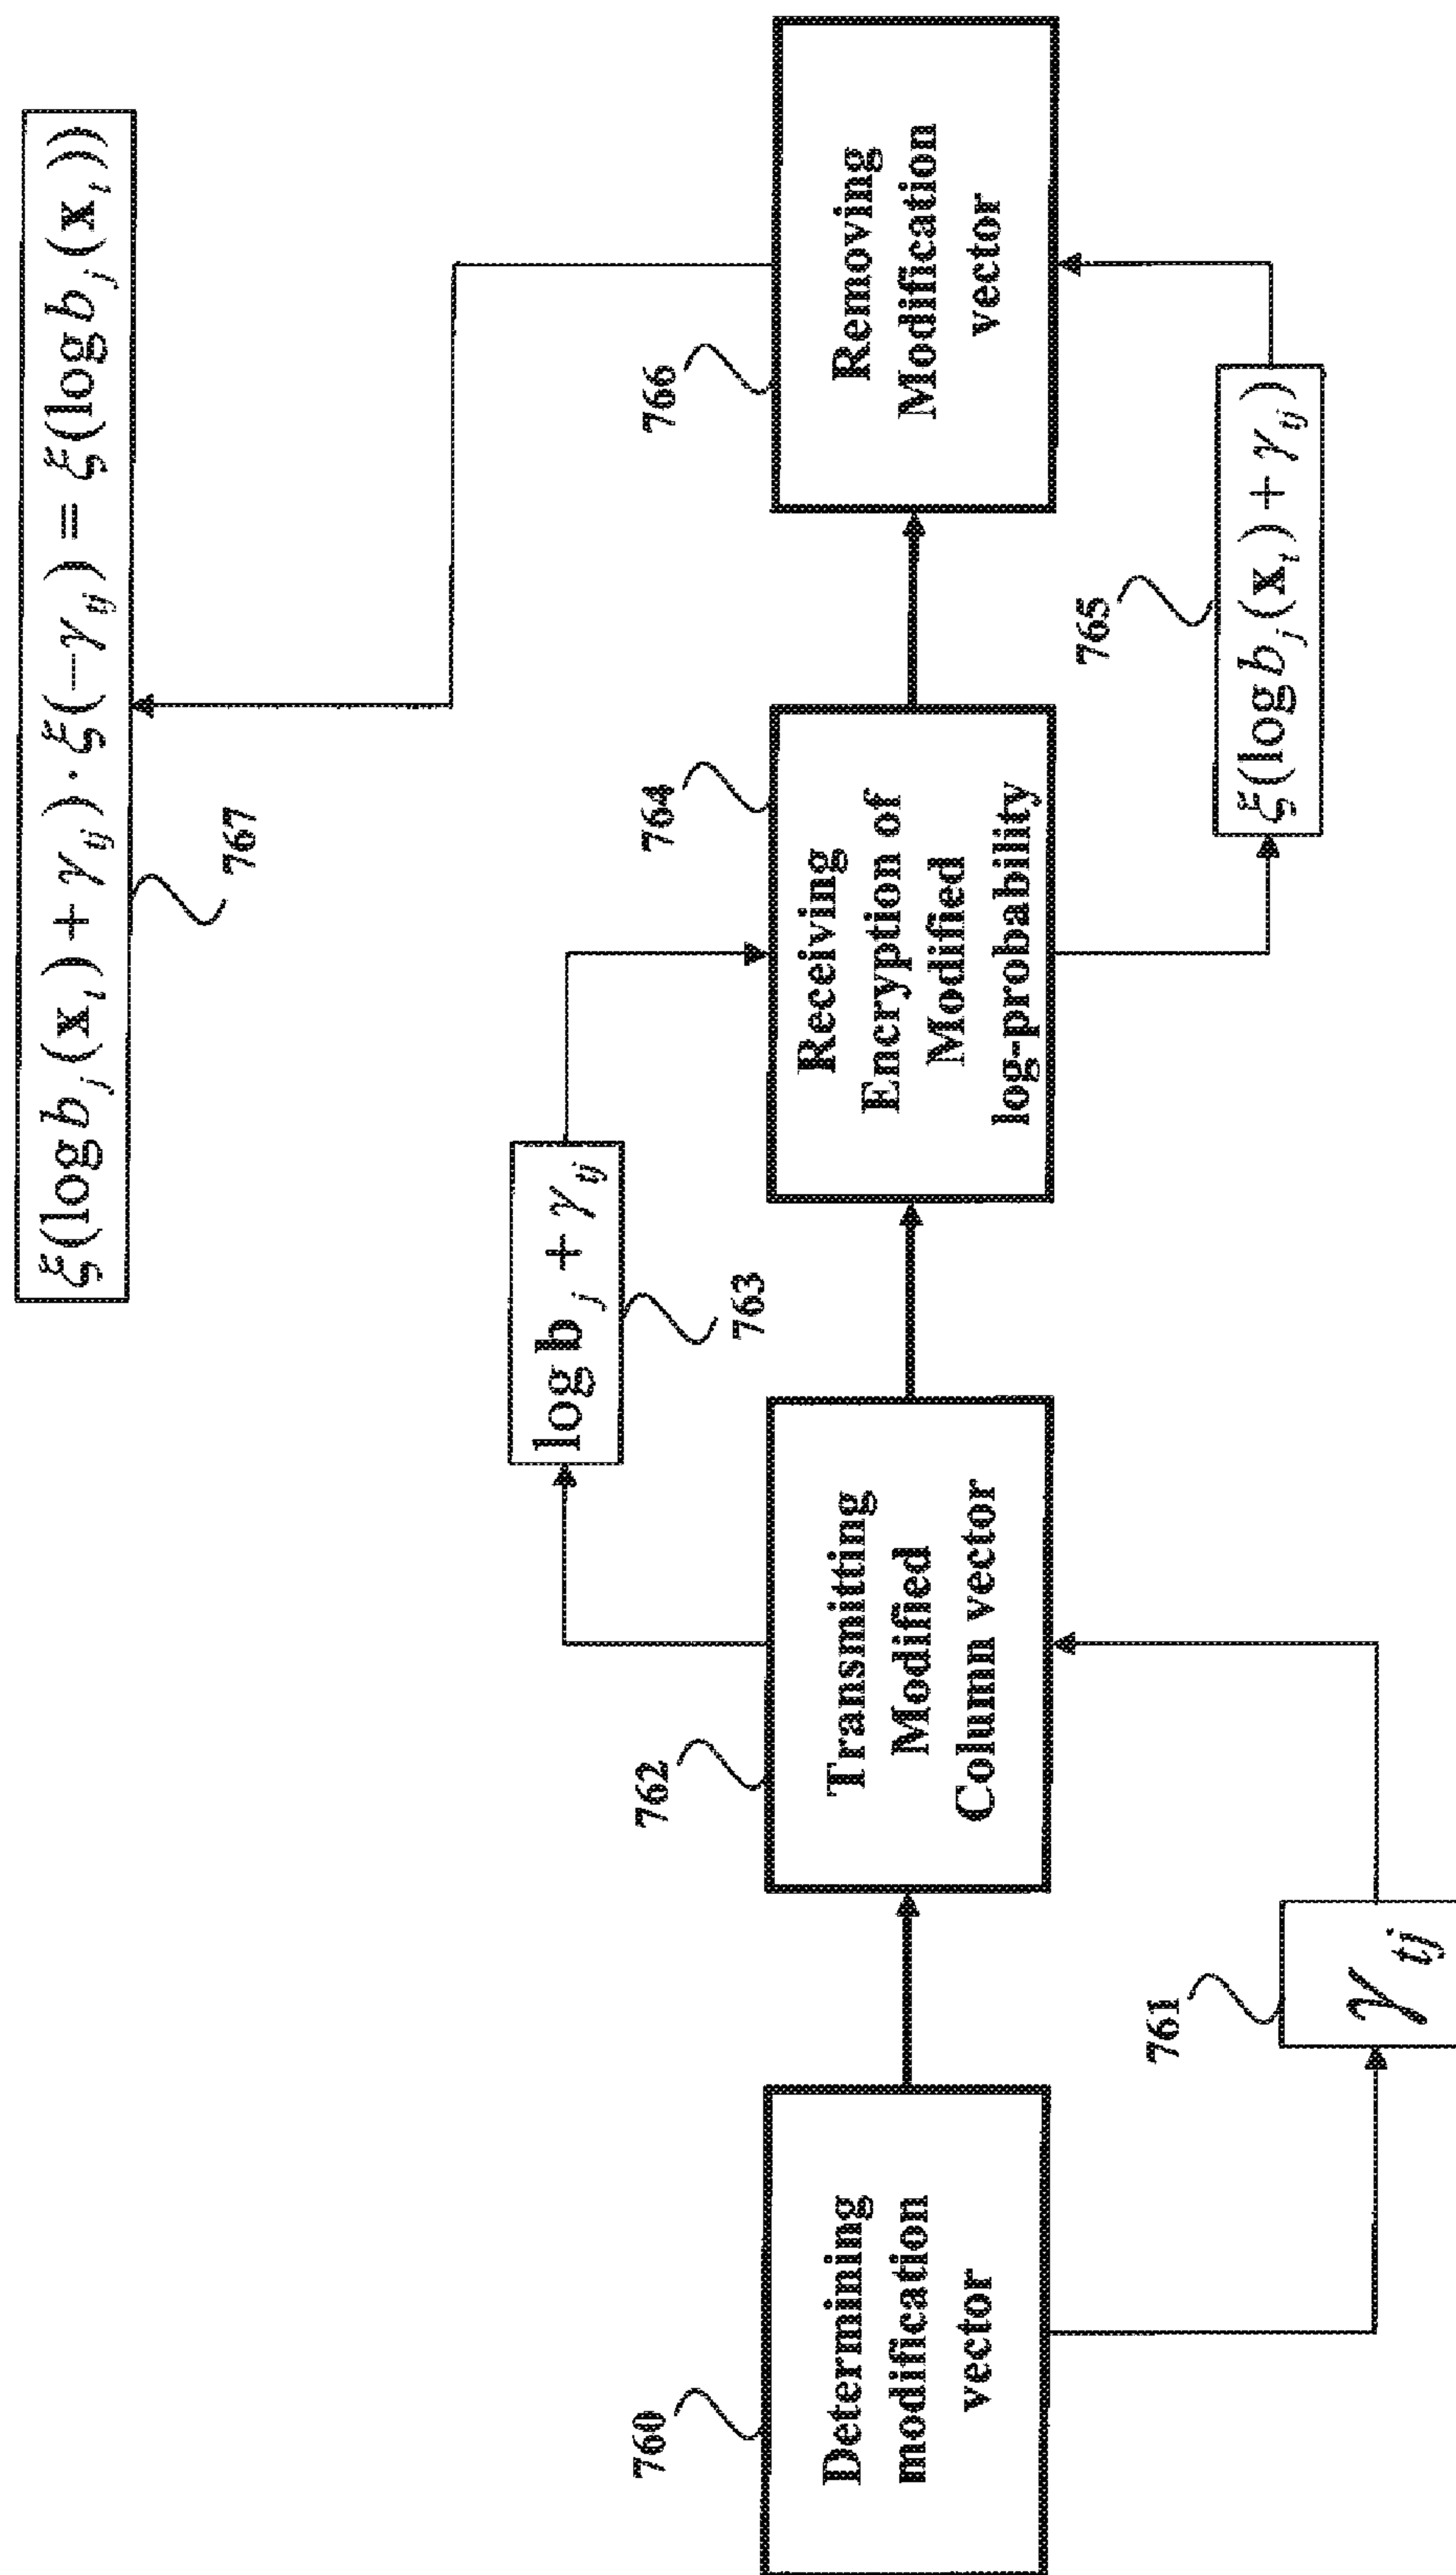 ξ(log b_j(x_t) + γ_tj) · ξ(−γ_tj) = ξ(log b_j(x_t))
767
760
Determining
modification
vector
761
γ_tj
762
Transmitting
Modified
Column vector
log b_j + γ_tj
763
764
Receiving
Encryption of
Modified
log-probability
765
ξ(log b_j(x_t) + γ_tj)
766
Removing
Modification
vector